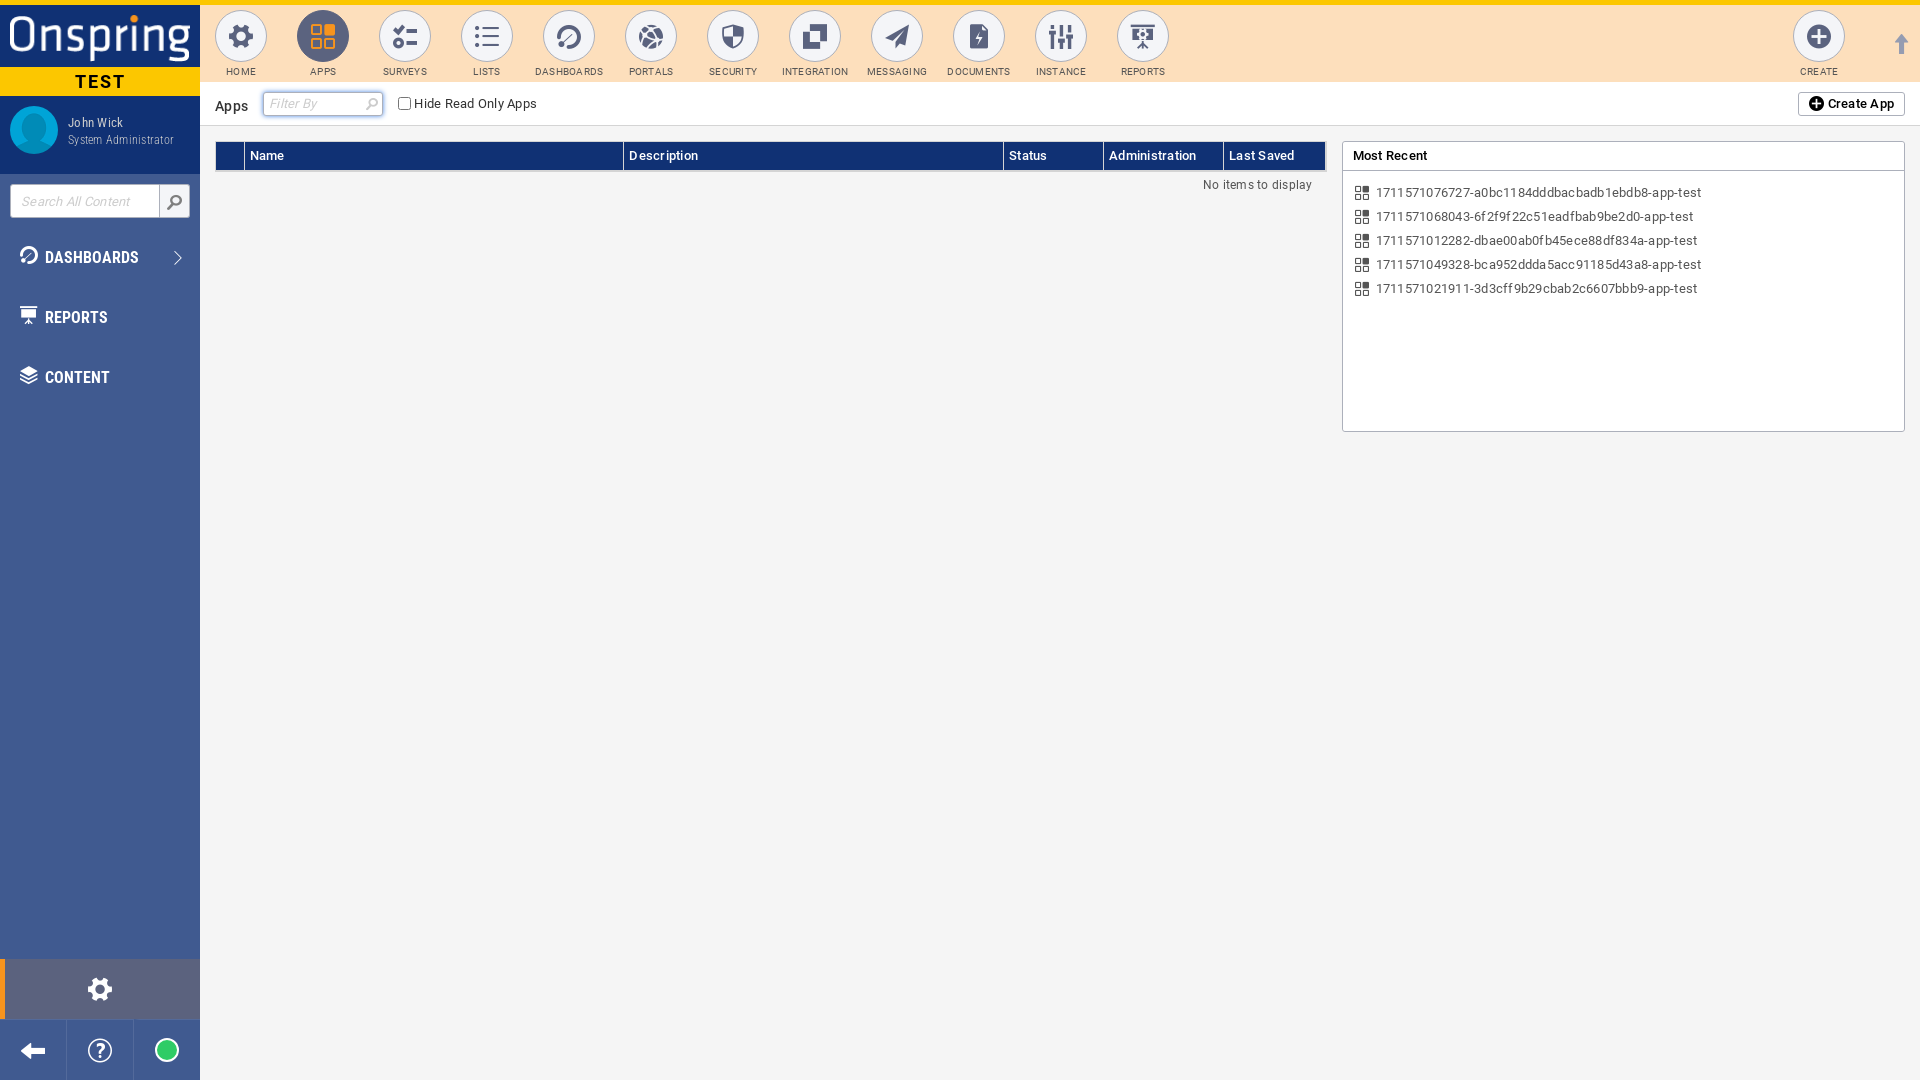 Onspring
TEST
John Wick
System Administrator
Search All Content
DASHBOARDS
REPORTS
CONTENT
HOME
APPS
SURVEYS
LISTS
DASHBOARDS
PORTALS
SECURITY
INTEGRATION
MESSAGING
DOCUMENTS
INSTANCE
REPORTS
CREATE
Apps
Filter By
Hide Read Only Apps
Create App
Name
Description
Status
Administration
Last Saved
No items to display
Most Recent
1711571076727-a0bc1184dddbacbadb1ebdb8-app-test
1711571068043-6f2f9f22c51eadfbab9be2d0-app-test
1711571012282-dbae00ab0fb45ece88df834a-app-test
1711571049328-bca952ddda5acc91185d43a8-app-test
1711571021911-3d3cff9b29cbab2c6607bbb9-app-test